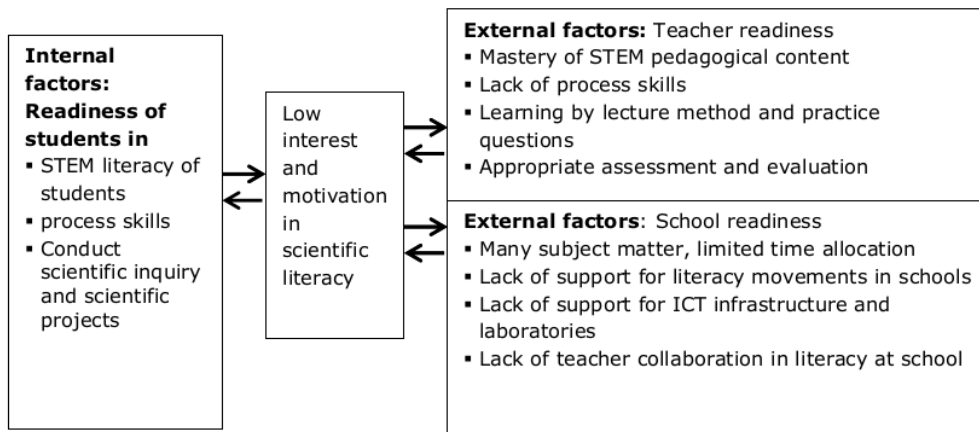 Internal
factors:
Readiness of
students in
▪ STEM literacy of
students
▪ process skills
▪ Conduct
scientific inquiry
and scientific
projects
Low
interest
and
motivation
in
scientific
literacy
External factors: Teacher readiness
▪ Mastery of STEM pedagogical content
▪ Lack of process skills
▪ Learning by lecture method and practice
questions
▪ Appropriate assessment and evaluation
External factors: School readiness
▪ Many subject matter, limited time allocation
▪ Lack of support for literacy movements in schools
▪ Lack of support for ICT infrastructure and
laboratories
▪ Lack of teacher collaboration in literacy at school